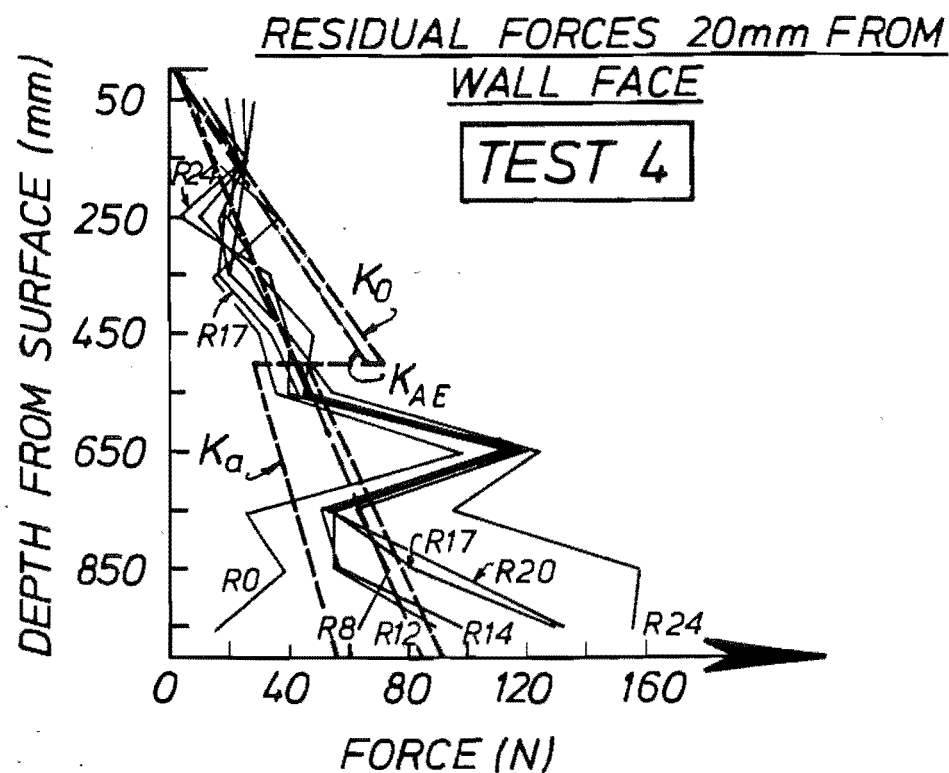 RESIDUAL FORCES 20mm FROM
WALL FACE
TEST 4
DEPTH FROM SURFACE (mm)
50
250
450
650
850
R24
R17
K0
KAE
Ka
R17
R20
R0
R8
R12
R14
R24
0
40
80
120
160
FORCE (N)